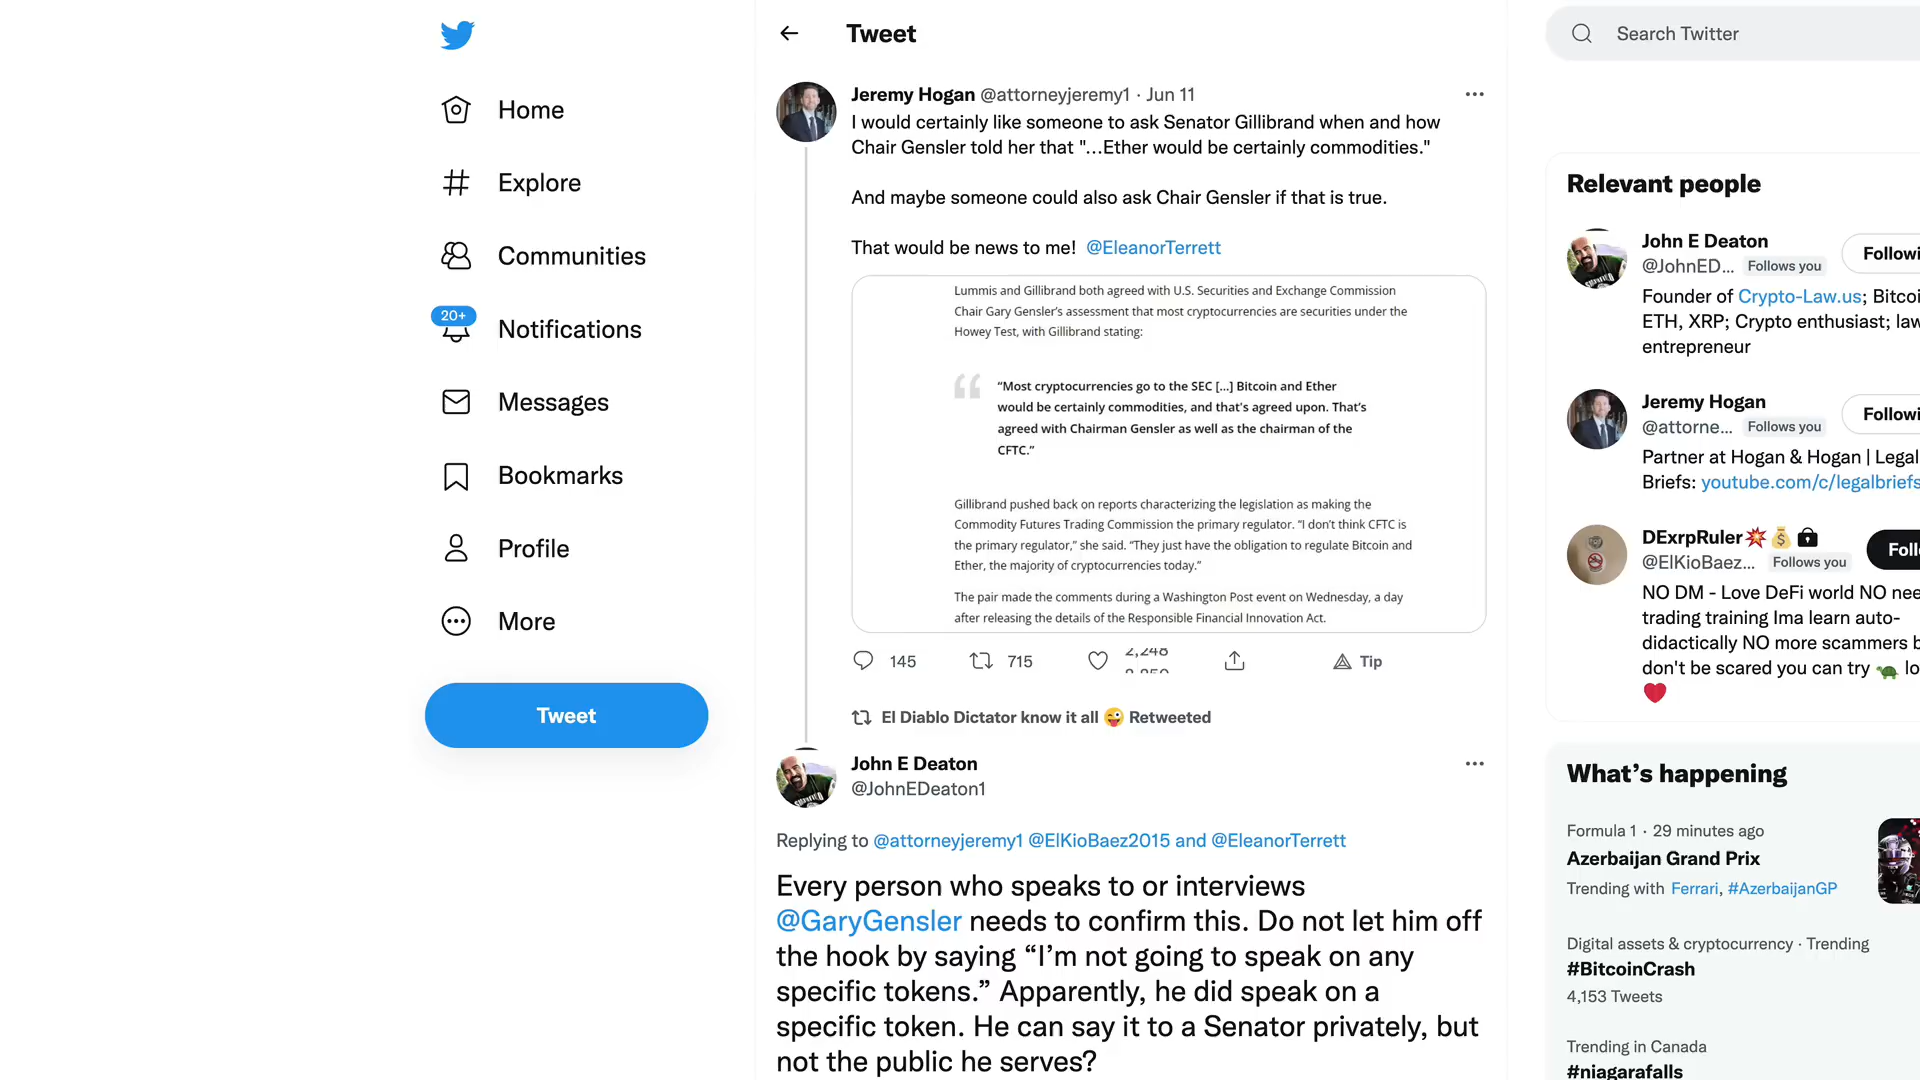 Tweet
Search Twitter
Home
Explore
Communities
20+
Notifications
Messages
Bookmarks
Profile
More
Tweet
Jeremy Hogan @attorneyjeremy1 · Jun 11
I would certainly like someone to ask Senator Gillibrand when and how
Chair Gensler told her that "...Ether would be certainly commodities."
And maybe someone could also ask Chair Gensler if that is true.
That would be news to me! @EleanorTerrett
Lummis and Gillibrand both agreed with U.S. Securities and Exchange Commission
Chair Gary Gensler's assessment that most cryptocurrencies are securities under the
Howey Test, with Gillibrand stating:
“Most cryptocurrencies go to the SEC [...] Bitcoin and Ether
would be certainly commodities, and that's agreed upon. That's
agreed with Chairman Gensler as well as the chairman of the
CFTC.”
Gillibrand pushed back on reports characterizing the legislation as making the
Commodity Futures Trading Commission the primary regulator. “I don't think CFTC is
the primary regulator,” she said. “They just have the obligation to regulate Bitcoin and
Ether, the majority of cryptocurrencies today.”
The pair made the comments during a Washington Post event on Wednesday, a day
after releasing the details of the Responsible Financial Innovation Act.
145 715 2,248 Tip
El Diablo Dictator know it all 😜 Retweeted
John E Deaton
@JohnEDeaton1
Replying to @attorneyjeremy1 @ElKioBaez2015 and @EleanorTerrett
Every person who speaks to or interviews
@GaryGensler needs to confirm this. Do not let him off
the hook by saying “I’m not going to speak on any
specific tokens.” Apparently, he did speak on a
specific token. He can say it to a Senator privately, but
not the public he serves?
Relevant people
John E Deaton
@JohnED... Follows you
Followi
Founder of Crypto-Law.us; Bitcoi
ETH, XRP; Crypto enthusiast; law
entrepreneur
Jeremy Hogan
@attorne... Follows you
Followi
Partner at Hogan & Hogan | Legal
Briefs: youtube.com/c/legalbriefs
DExrpRuler💥💰🔒
@ElKioBaez... Follows you
Foll
NO DM - Love DeFi world NO nee
trading training Ima learn auto-
didactically NO more scammers b
don't be scared you can try 🐢 lo
❤️
What’s happening
Formula 1 · 29 minutes ago
Azerbaijan Grand Prix
Trending with Ferrari, #AzerbaijanGP
Digital assets & cryptocurrency · Trending
#BitcoinCrash
4,153 Tweets
Trending in Canada
#niagarafalls